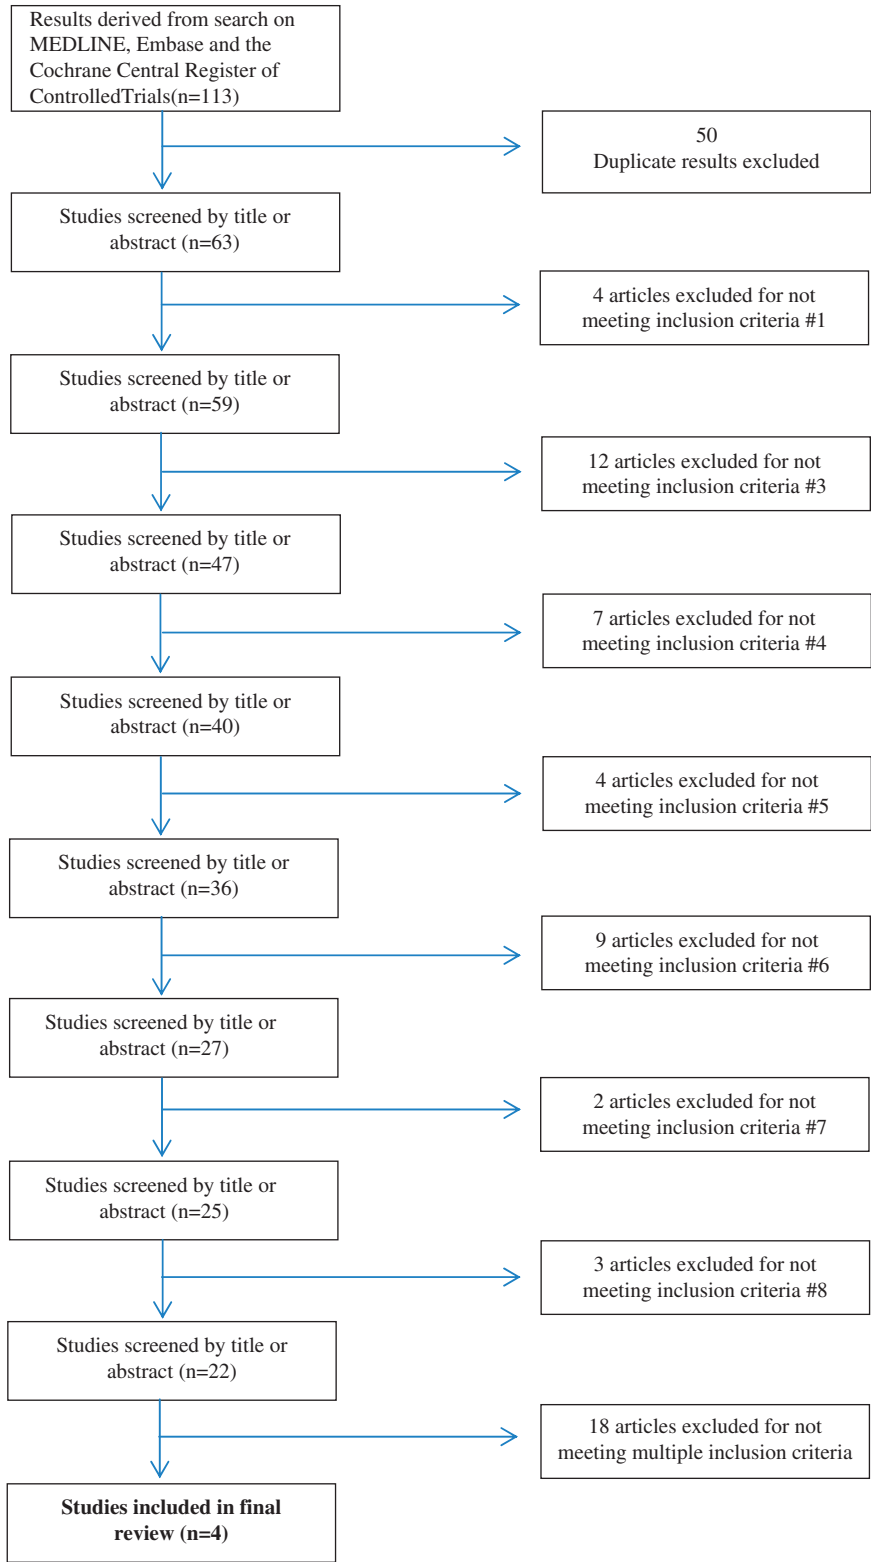 Results derived from search on
MEDLINE, Embase and the
Cochrane Central Register of
ControlledTrials(n=113)
50
Duplicate results excluded
Studies screened by title or
abstract (n=63)
4 articles excluded for not
meeting inclusion criteria #1
Studies screened by title or
abstract (n=59)
12 articles excluded for not
meeting inclusion criteria #3
Studies screened by title or
abstract (n=47)
7 articles excluded for not
meeting inclusion criteria #4
Studies screened by title or
abstract (n=40)
4 articles excluded for not
meeting inclusion criteria #5
Studies screened by title or
abstract (n=36)
9 articles excluded for not
meeting inclusion criteria #6
Studies screened by title or
abstract (n=27)
2 articles excluded for not
meeting inclusion criteria #7
Studies screened by title or
abstract (n=25)
3 articles excluded for not
meeting inclusion criteria #8
Studies screened by title or
abstract (n=22)
18 articles excluded for not
meeting multiple inclusion criteria
Studies included in final
review (n=4)